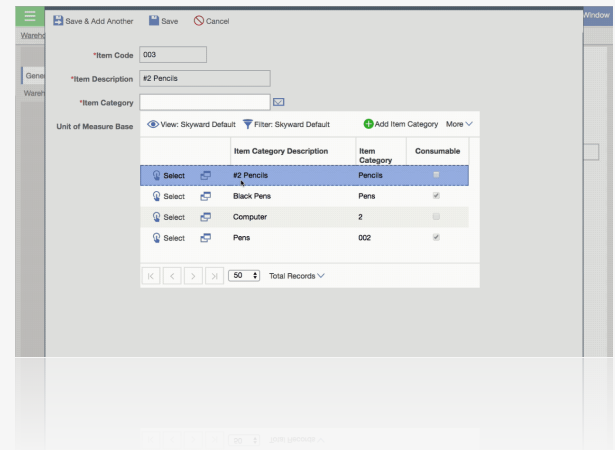 Save & Add Another Save Cancel
Window
Wareho
*Item Code 003
Gene
*Item Description #2 Pencils
Wareh
*Item Category
Unit of Measure Base
View: Skyward Default Filter: Skyward Default Add Item Category More
Item Category Description Item Category Consumable
Select #2 Pencils Pencils
Select Black Pens Pens
Select Computer 2
Select Pens 002
50 Total Records